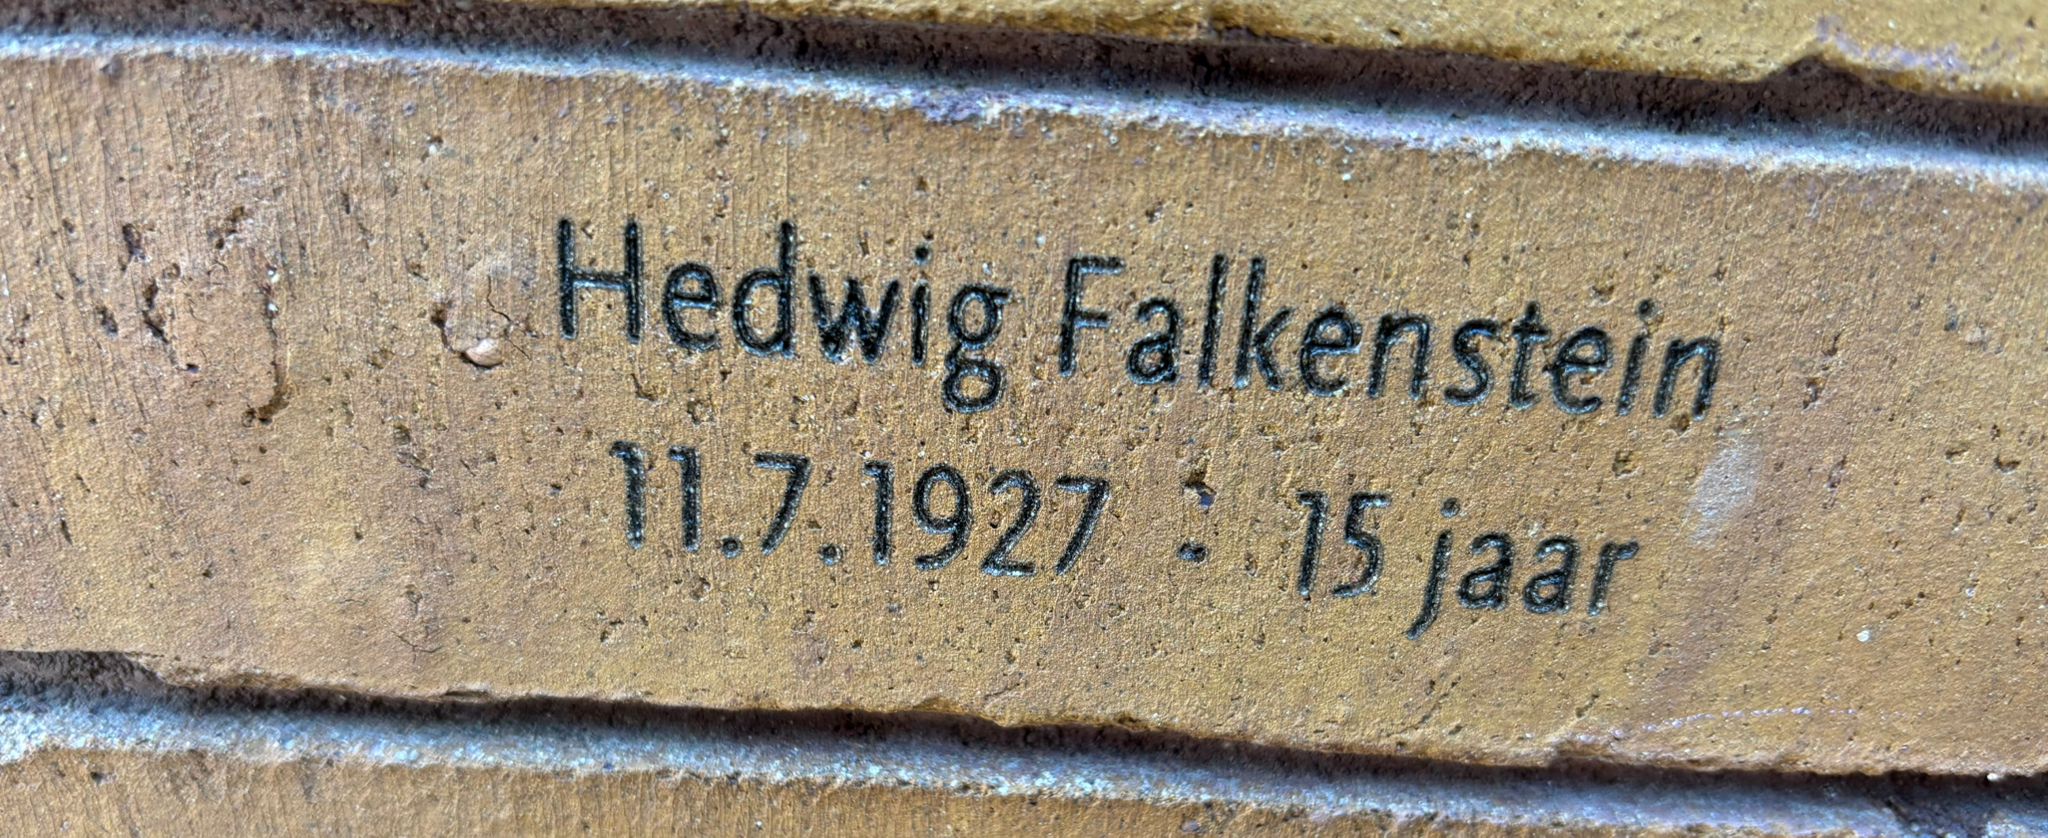 Hedwig Falkenstein
11.7.1927 · 15 jaar